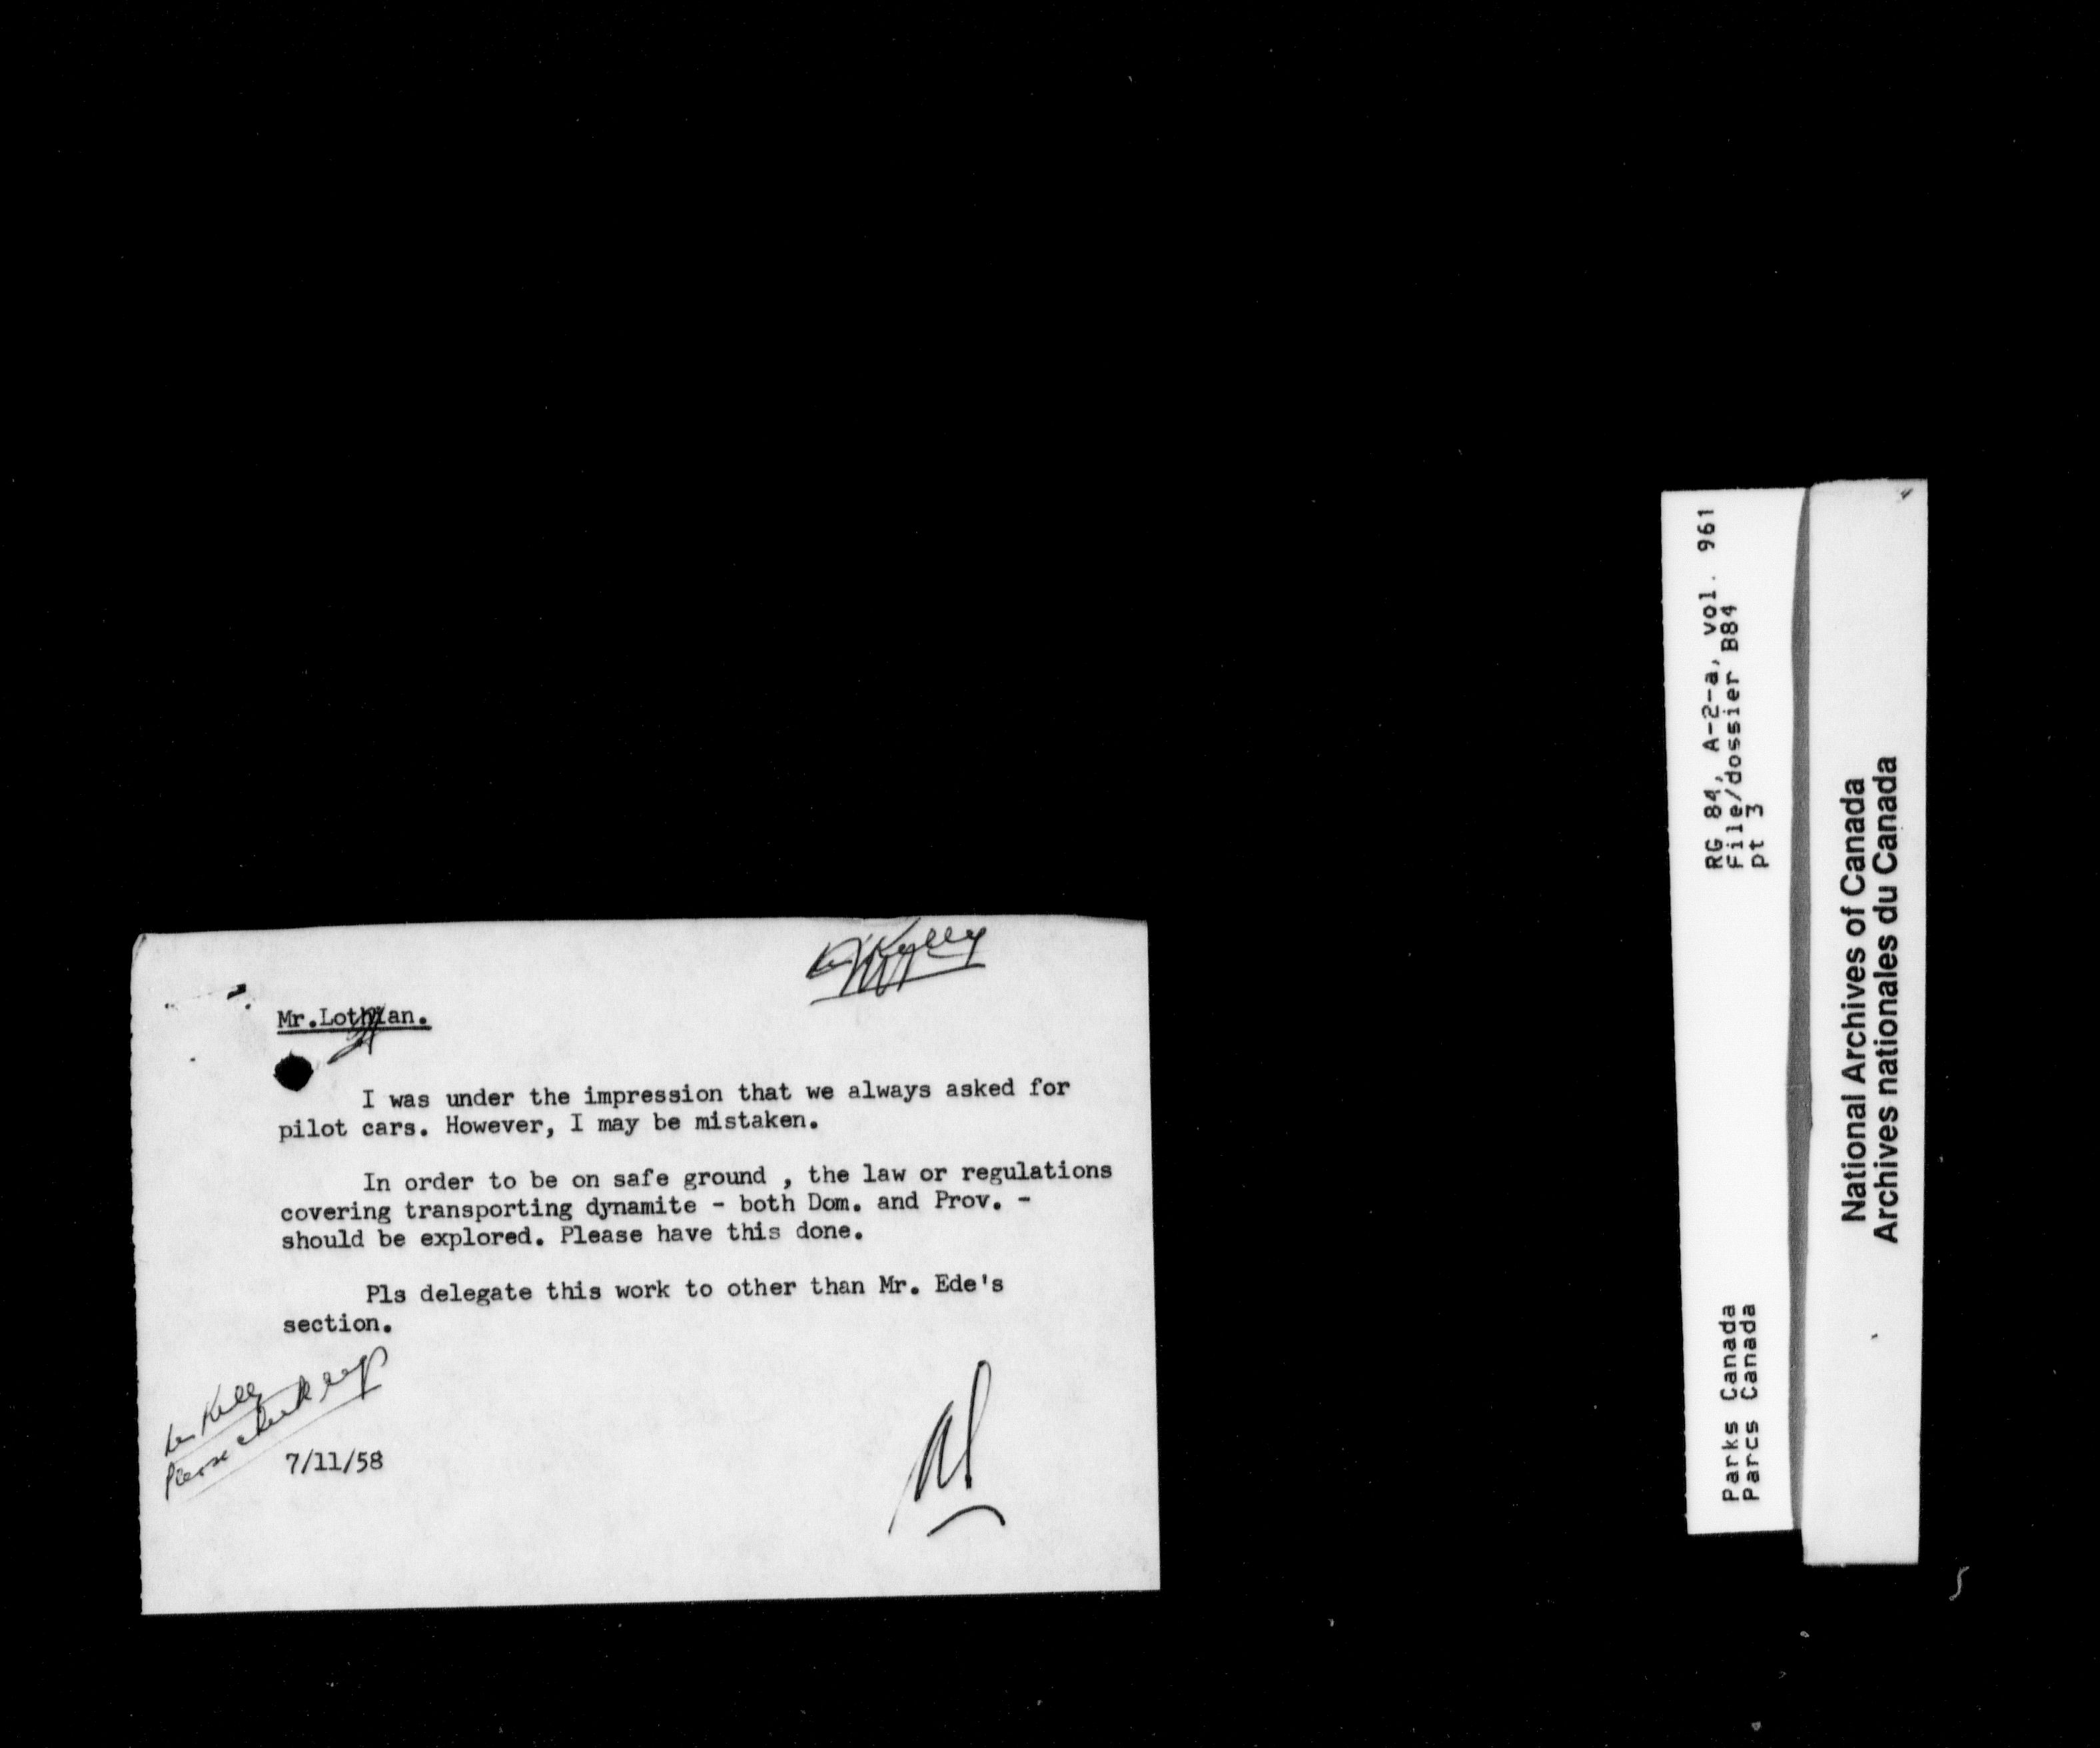 Kelly
Mr.Lothian.
I was under the impression that we always asked for
pilot cars. However, I may be mistaken.
In order to be on safe ground , the law or regulations
covering transporting dynamite - both Dom. and Prov. -
should be explored. Please have this done.
Pls delegate this work to other than Mr. Ede's
section.
Kelly
Please check
7/11/58
RG 84, A-2-a, vol. 961
File/dossier B84
pt 3
Parks Canada
Parcs Canada
National Archives of Canada
Archives nationales du Canada